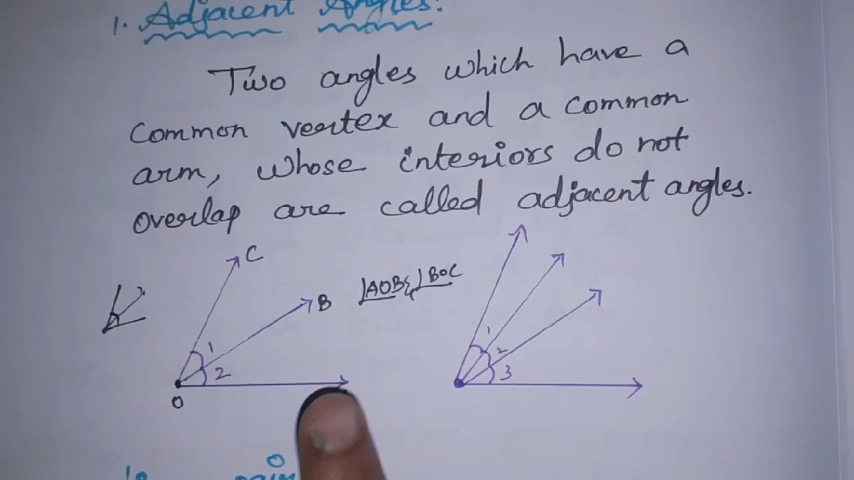 1. Adjacent Angles:
Two angles which have a
common vertex and a common
arm, whose interiors do not
overlap are called adjacent angles.
C
B
∠AOB & ∠BOC
1
2
O
1
2
3